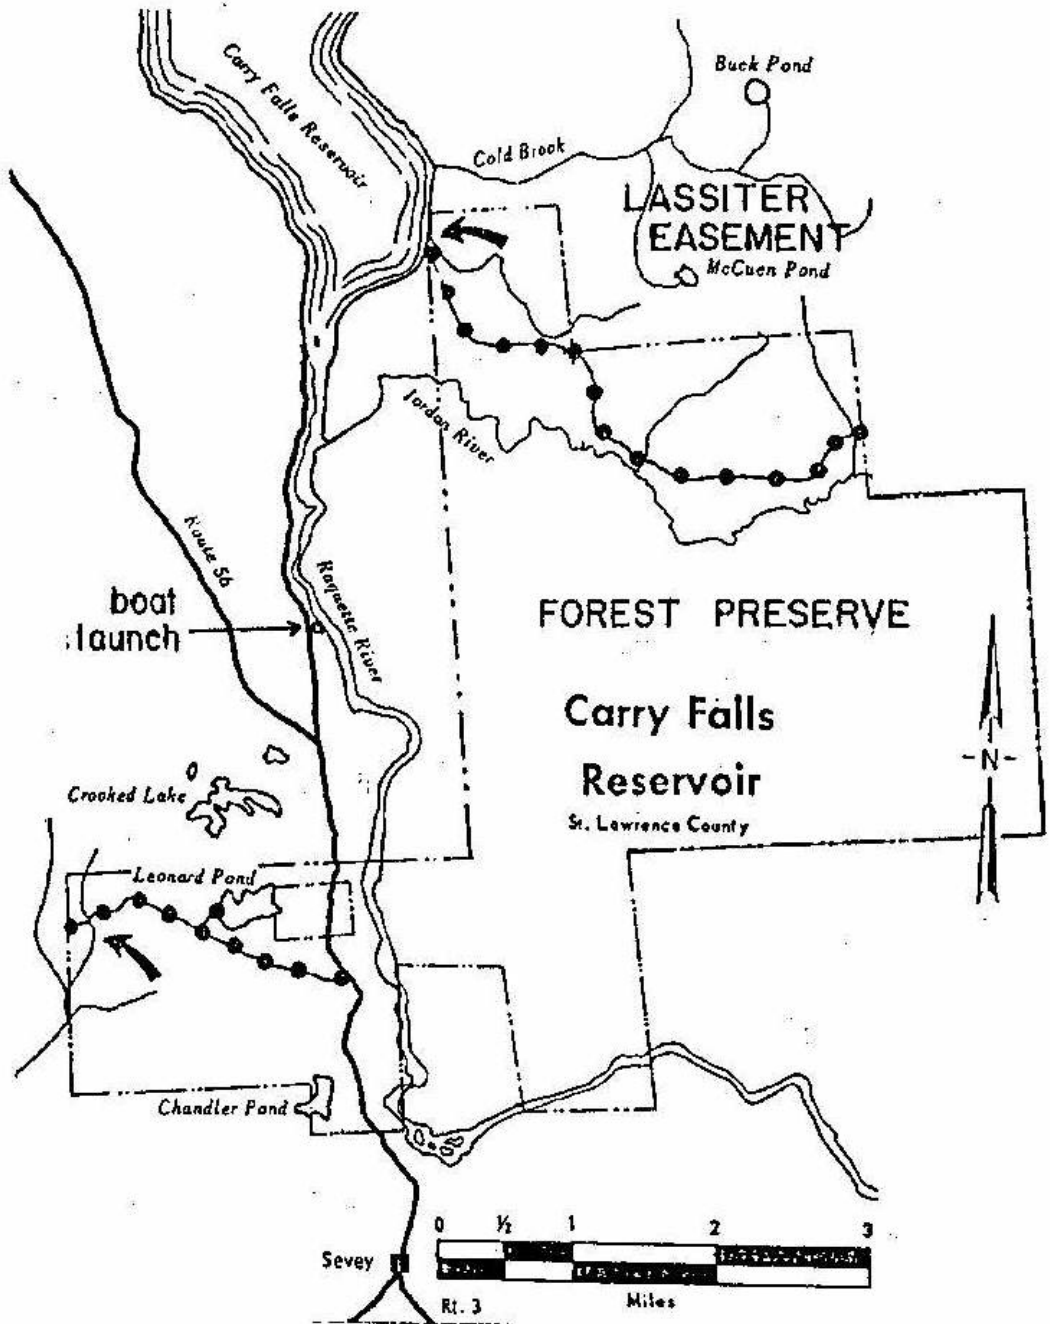 Carry Falls Reservoir
Buck Pond
Cold Brook
LASSITER
EASEMENT
McCuen Pond
Jordan River
Route 56
Raquette River
boat
launch
FOREST PRESERVE
Carry Falls
Reservoir
St. Lawrence County
-N-
Crooked Lake
Leonard Pond
Chandler Pond
0 ½ 1 2 3
Sevey
Rt. 3
Miles